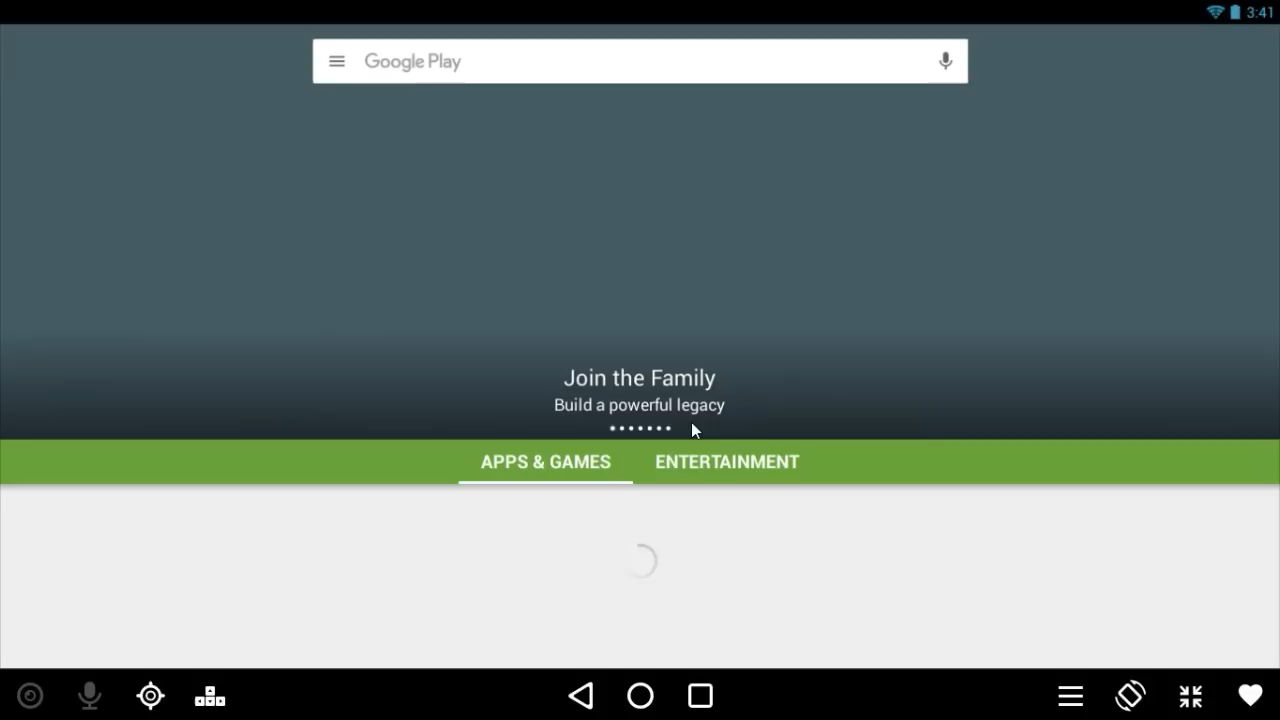 3:41
Google Play
Join the Family
Build a powerful legacy
APPS & GAMES ENTERTAINMENT